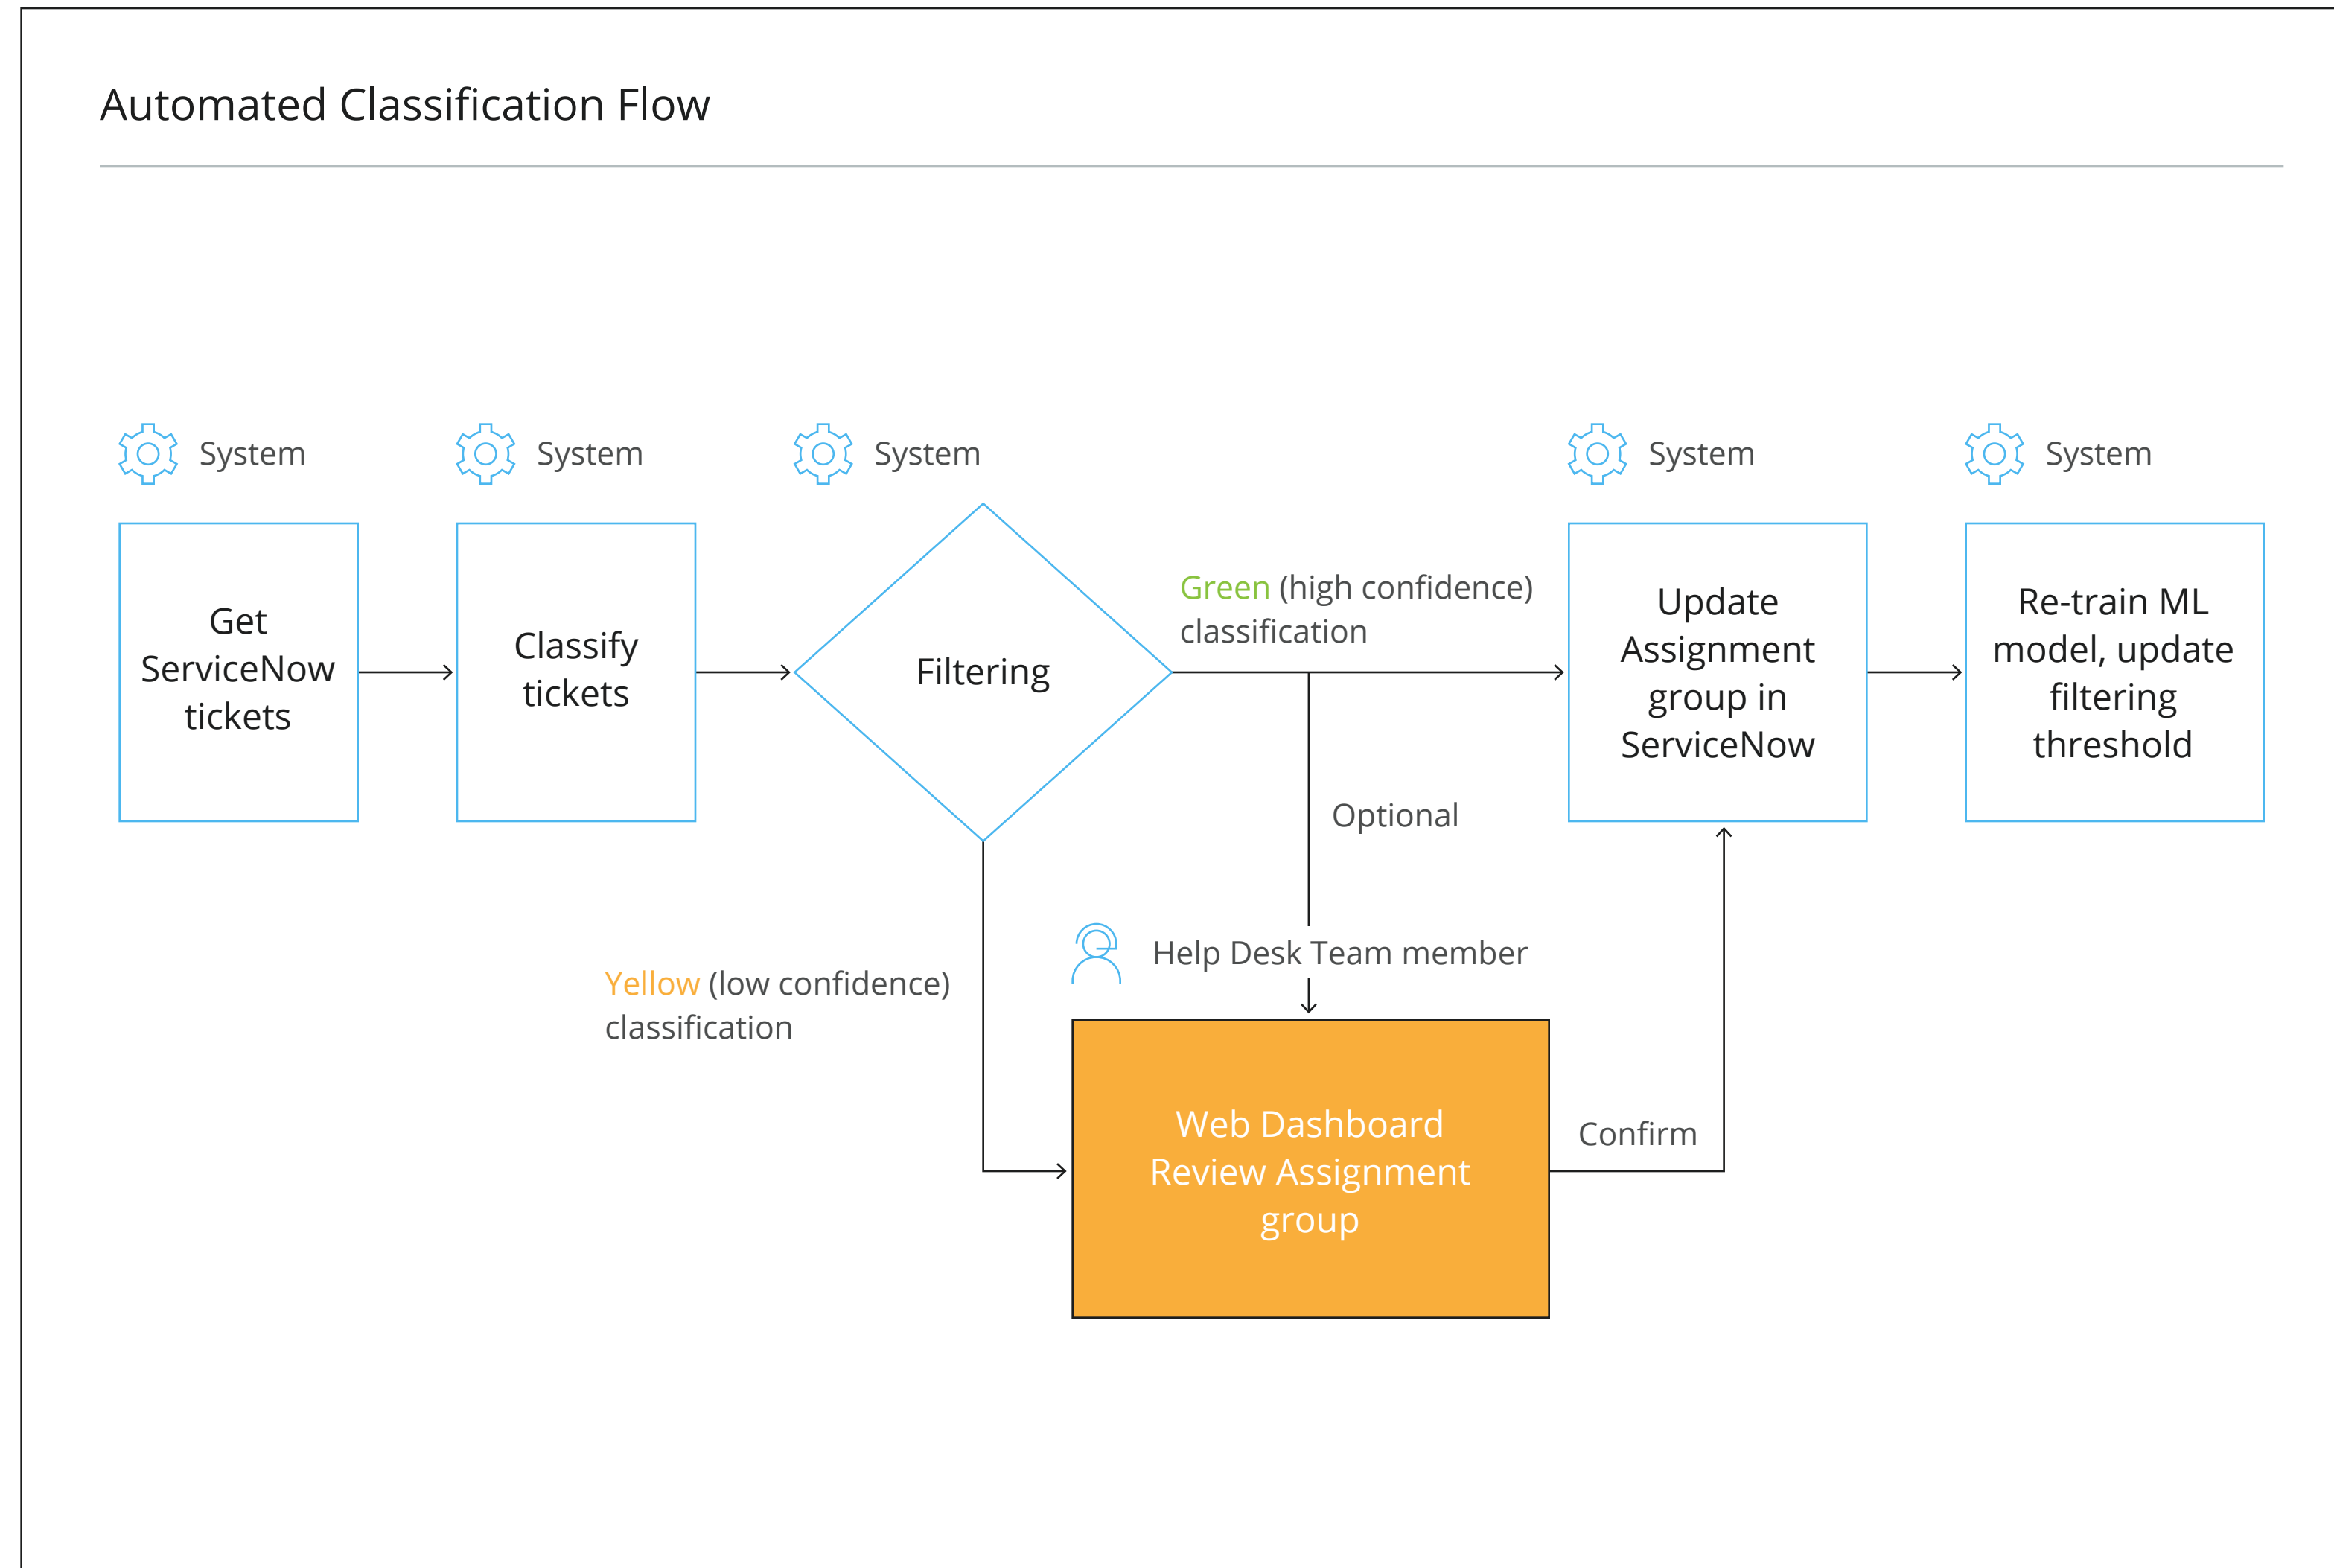 Automated Classification Flow
System
System
System
System
System
Get
ServiceNow
tickets
Classify
tickets
Filtering
Green (high confidence)
classification
Update
Assignment
group in
ServiceNow
Re-train ML
model, update
filtering
threshold
Optional
Yellow (low confidence)
classification
Help Desk Team member
Web Dashboard
Review Assignment
group
Confirm